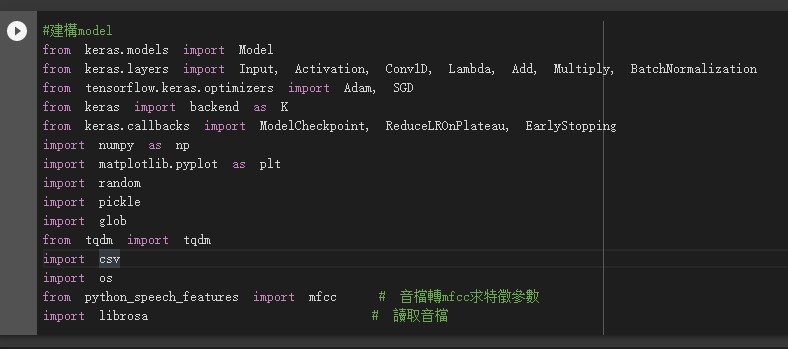 #建構model
from keras.models import Model
from keras.layers import Input, Activation, Conv1D, Lambda, Add, Multiply, BatchNormalization
from tensorflow.keras.optimizers import Adam, SGD
from keras import backend as K
from keras.callbacks import ModelCheckpoint, ReduceLROnPlateau, EarlyStopping
import numpy as np
import matplotlib.pyplot as plt
import random
import pickle
import glob
from tqdm import tqdm
import csv
import os
from python_speech_features import mfcc # 音檔轉mfcc求特徵參數
import librosa # 讀取音檔